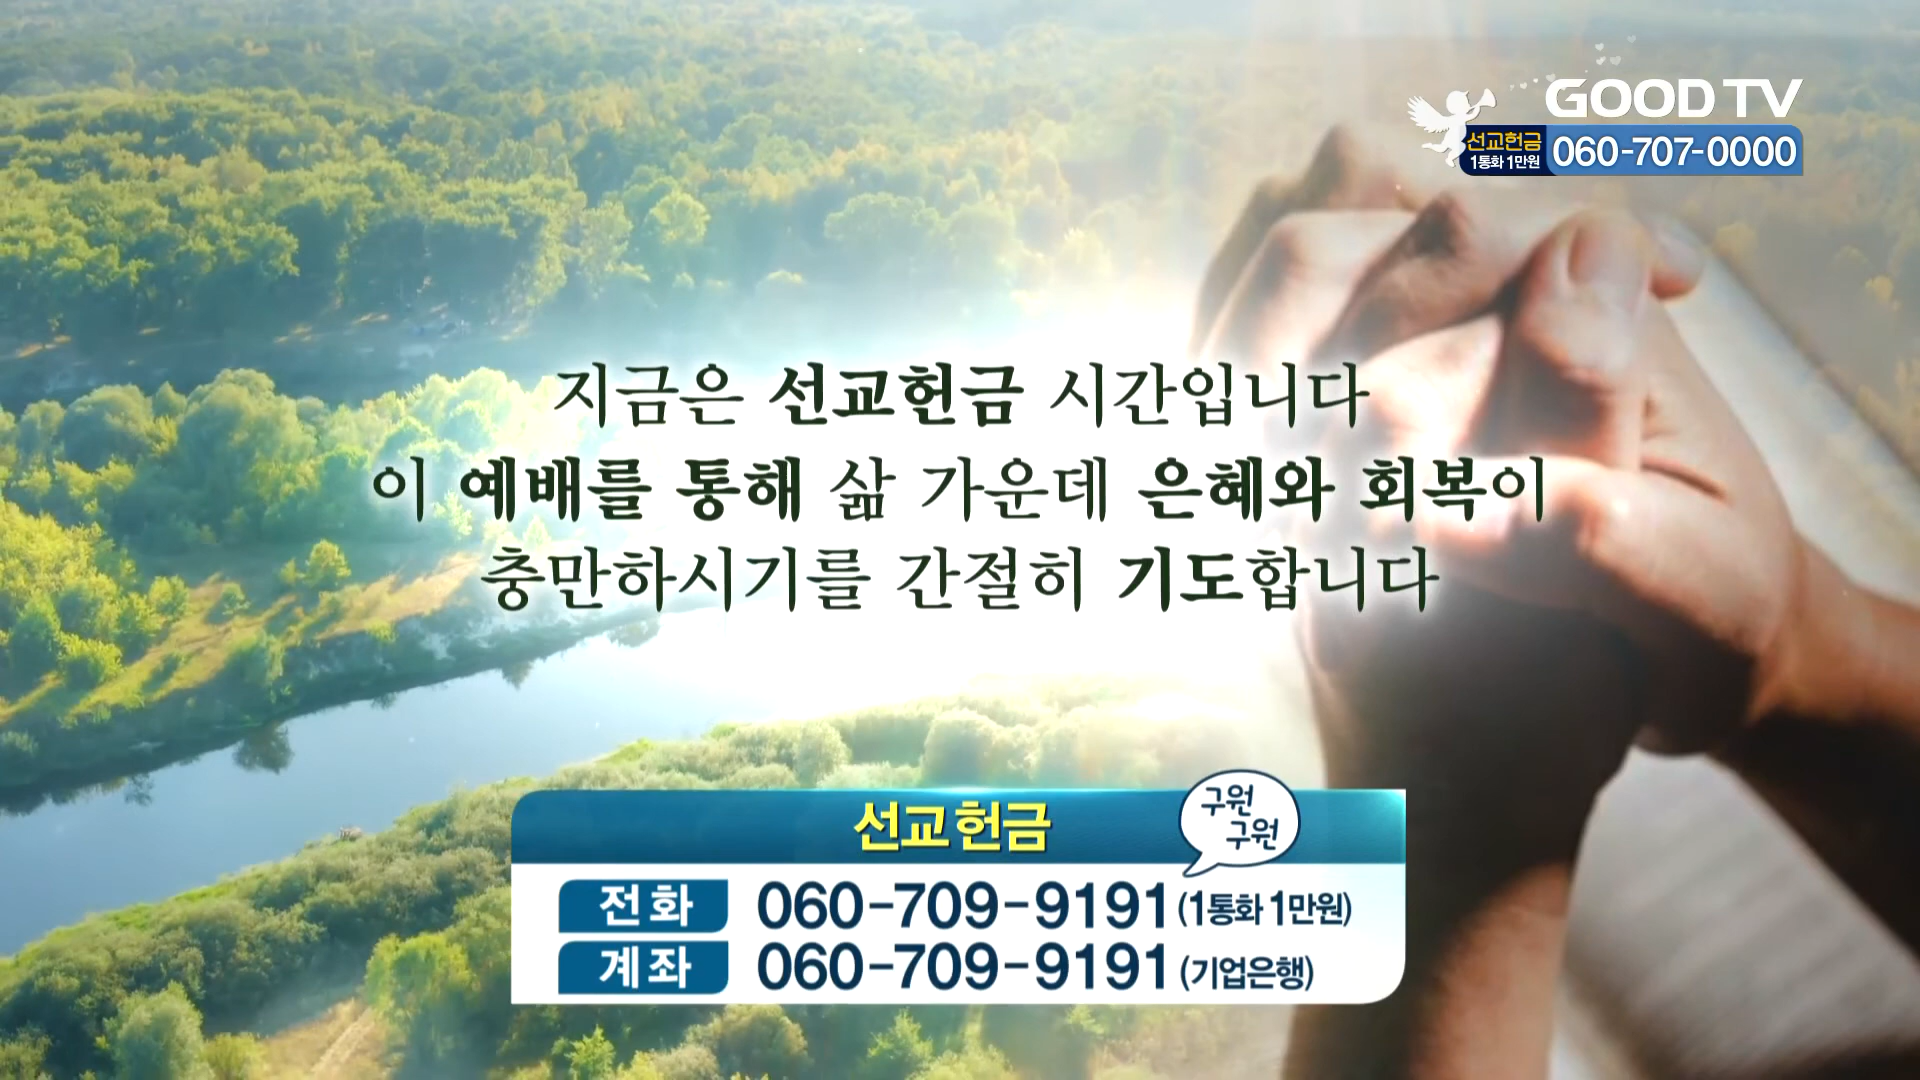 GOOD TV
선교헌금
1통화 1만원
060-707-0000
지금은 선교헌금 시간입니다
이 예배를 통해 삶 가운데 은혜와 회복이
충만하시기를 간절히 기도합니다
선교헌금
구원
구원
전화 060-709-9191 (1통화 1만원)
계좌 060-709-9191 (기업은행)